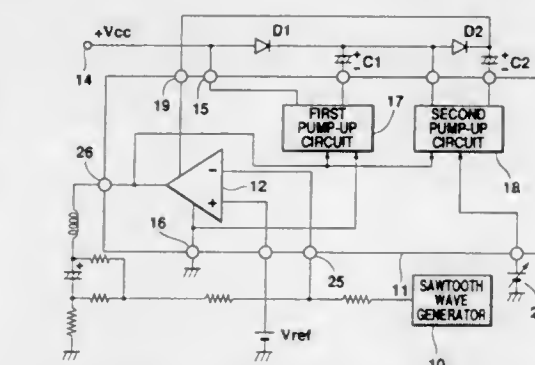 +Vcc
D1
D2
14
19
15
+
-
C1
+
-
C2
FIRST
PUMP-UP
CIRCUIT
17
SECOND
PUMP-UP
CIRCUIT
18
26
-
+
12
16
25
11
+
SAWTOOTH
WAVE
GENERATOR
Vref
10